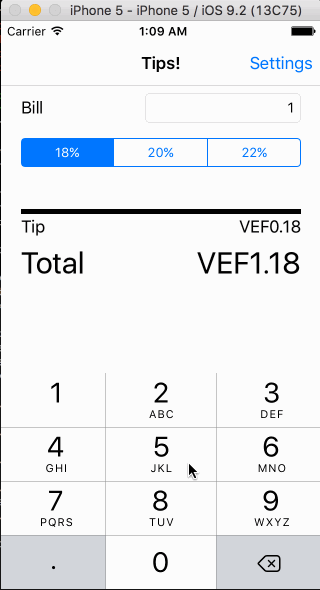 iPhone 5 - iPhone 5 / iOS 9.2 (13C75)
Carrier 1:09 AM
Tips! Settings
Bill 1
18% 20% 22%
Tip VEF0.18
Total VEF1.18
1 2 3
ABC DEF
4 5 6
GHI JKL MNO
7 8 9
PQRS TUV WXYZ
. 0